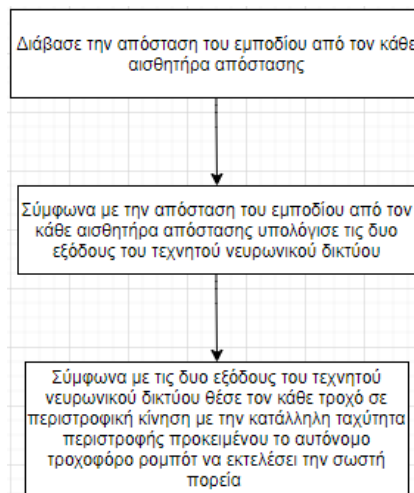 Διάβασε την απόσταση του εμποδίου από τον κάθε
αισθητήρα απόστασης
Σύμφωνα με την απόσταση του εμποδίου από τον
κάθε αισθητήρα απόστασης υπολόγισε τις δυο
εξόδους του τεχνητού νευρωνικού δικτύου
Σύμφωνα με τις δυο εξόδους του τεχνητού
νευρωνικού δικτύου θέσε τον κάθε τροχό σε
περιστροφική κίνηση με την κατάλληλη ταχύτητα
περιστροφής προκειμένου το αυτόνομο
τροχοφόρο ρομπότ να εκτελέσει την σωστή
πορεία